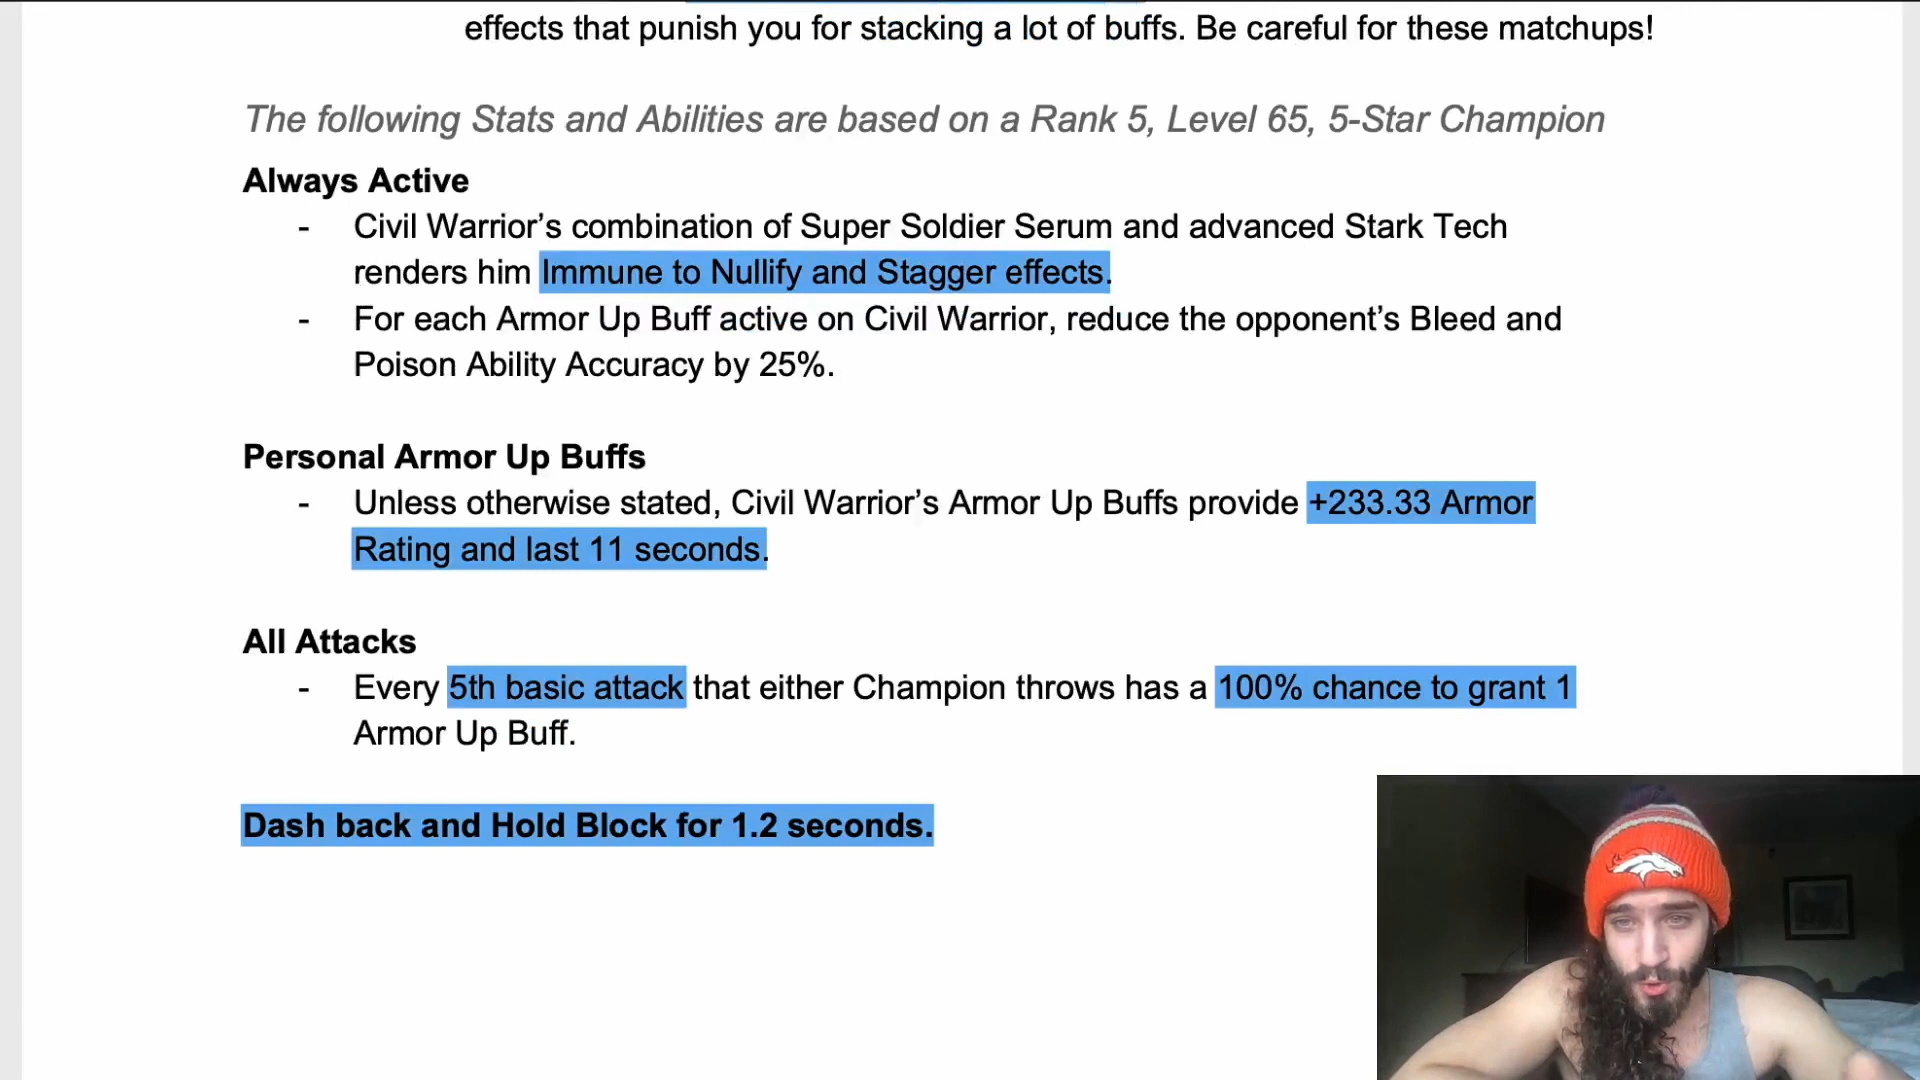 effects that punish you for stacking a lot of buffs. Be careful for these matchups!
The following Stats and Abilities are based on a Rank 5, Level 65, 5-Star Champion
Always Active
- Civil Warrior’s combination of Super Soldier Serum and advanced Stark Tech
renders him Immune to Nullify and Stagger effects.
- For each Armor Up Buff active on Civil Warrior, reduce the opponent’s Bleed and
Poison Ability Accuracy by 25%.
Personal Armor Up Buffs
- Unless otherwise stated, Civil Warrior’s Armor Up Buffs provide +233.33 Armor
Rating and last 11 seconds.
All Attacks
- Every 5th basic attack that either Champion throws has a 100% chance to grant 1
Armor Up Buff.
Dash back and Hold Block for 1.2 seconds.